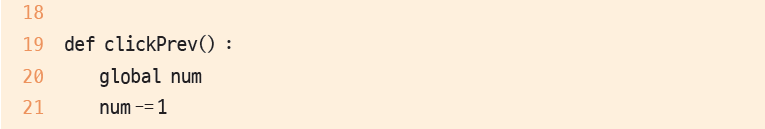 18
19 def clickPrev() :
20     global num
21     num -= 1